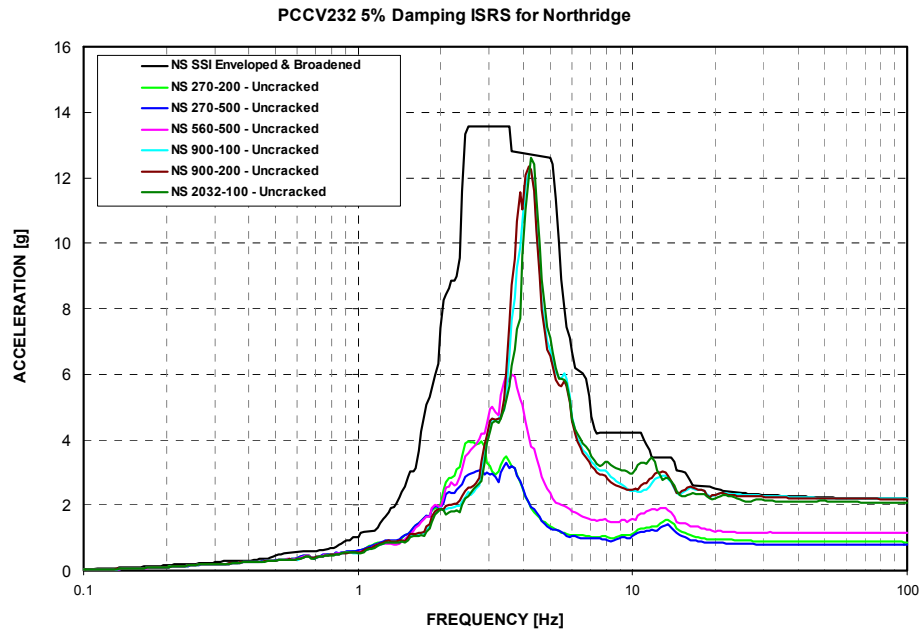 PCCV232 5% Damping ISRS for Northridge
16
14
12
10
8
6
4
2
0
ACCELERATION [g]
NS SSI Enveloped & Broadened
NS 270-200 - Uncracked
NS 270-500 - Uncracked
NS 560-500 - Uncracked
NS 900-100 - Uncracked
NS 900-200 - Uncracked
NS 2032-100 - Uncracked
0.1
1
10
100
FREQUENCY [Hz]